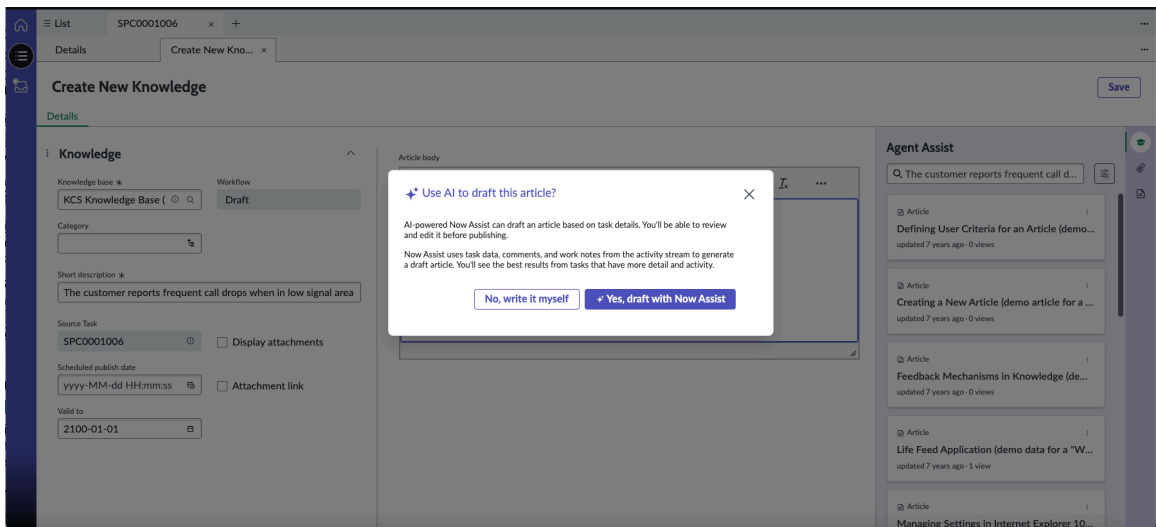 List
SPC0001006
Details
Create New Kno...
Create New Knowledge
Save
Details
Knowledge
Knowledge base
Workflow
KCS Knowledge Base (
Draft
Category
Short description
The customer reports frequent call drops when in low signal area
Source Task
SPC0001006
Display attachments
Scheduled publish date
yyyy-MM-dd HH:mm:ss
Attachment link
Valid to
2100-01-01
Article body
Use AI to draft this article?
AI-powered Now Assist can draft an article based on task details. You'll be able to review
and edit it before publishing.
Now Assist uses task data, comments, and work notes from the activity stream to generate
a draft article. You'll see the best results from tasks that have more detail and activity.
No, write it myself
Yes, draft with Now Assist
Agent Assist
The customer reports frequent call d...
Article
Defining User Criteria for an Article (demo...
updated 7 years ago · 0 views
Article
Creating a New Article (demo article for a ...
updated 7 years ago · 0 views
Article
Feedback Mechanisms in Knowledge (de...
updated 7 years ago · 0 views
Article
Life Feed Application (demo data for a "W...
updated 7 years ago · 1 view
Article
Managing Settings in Internet Explorer 10...